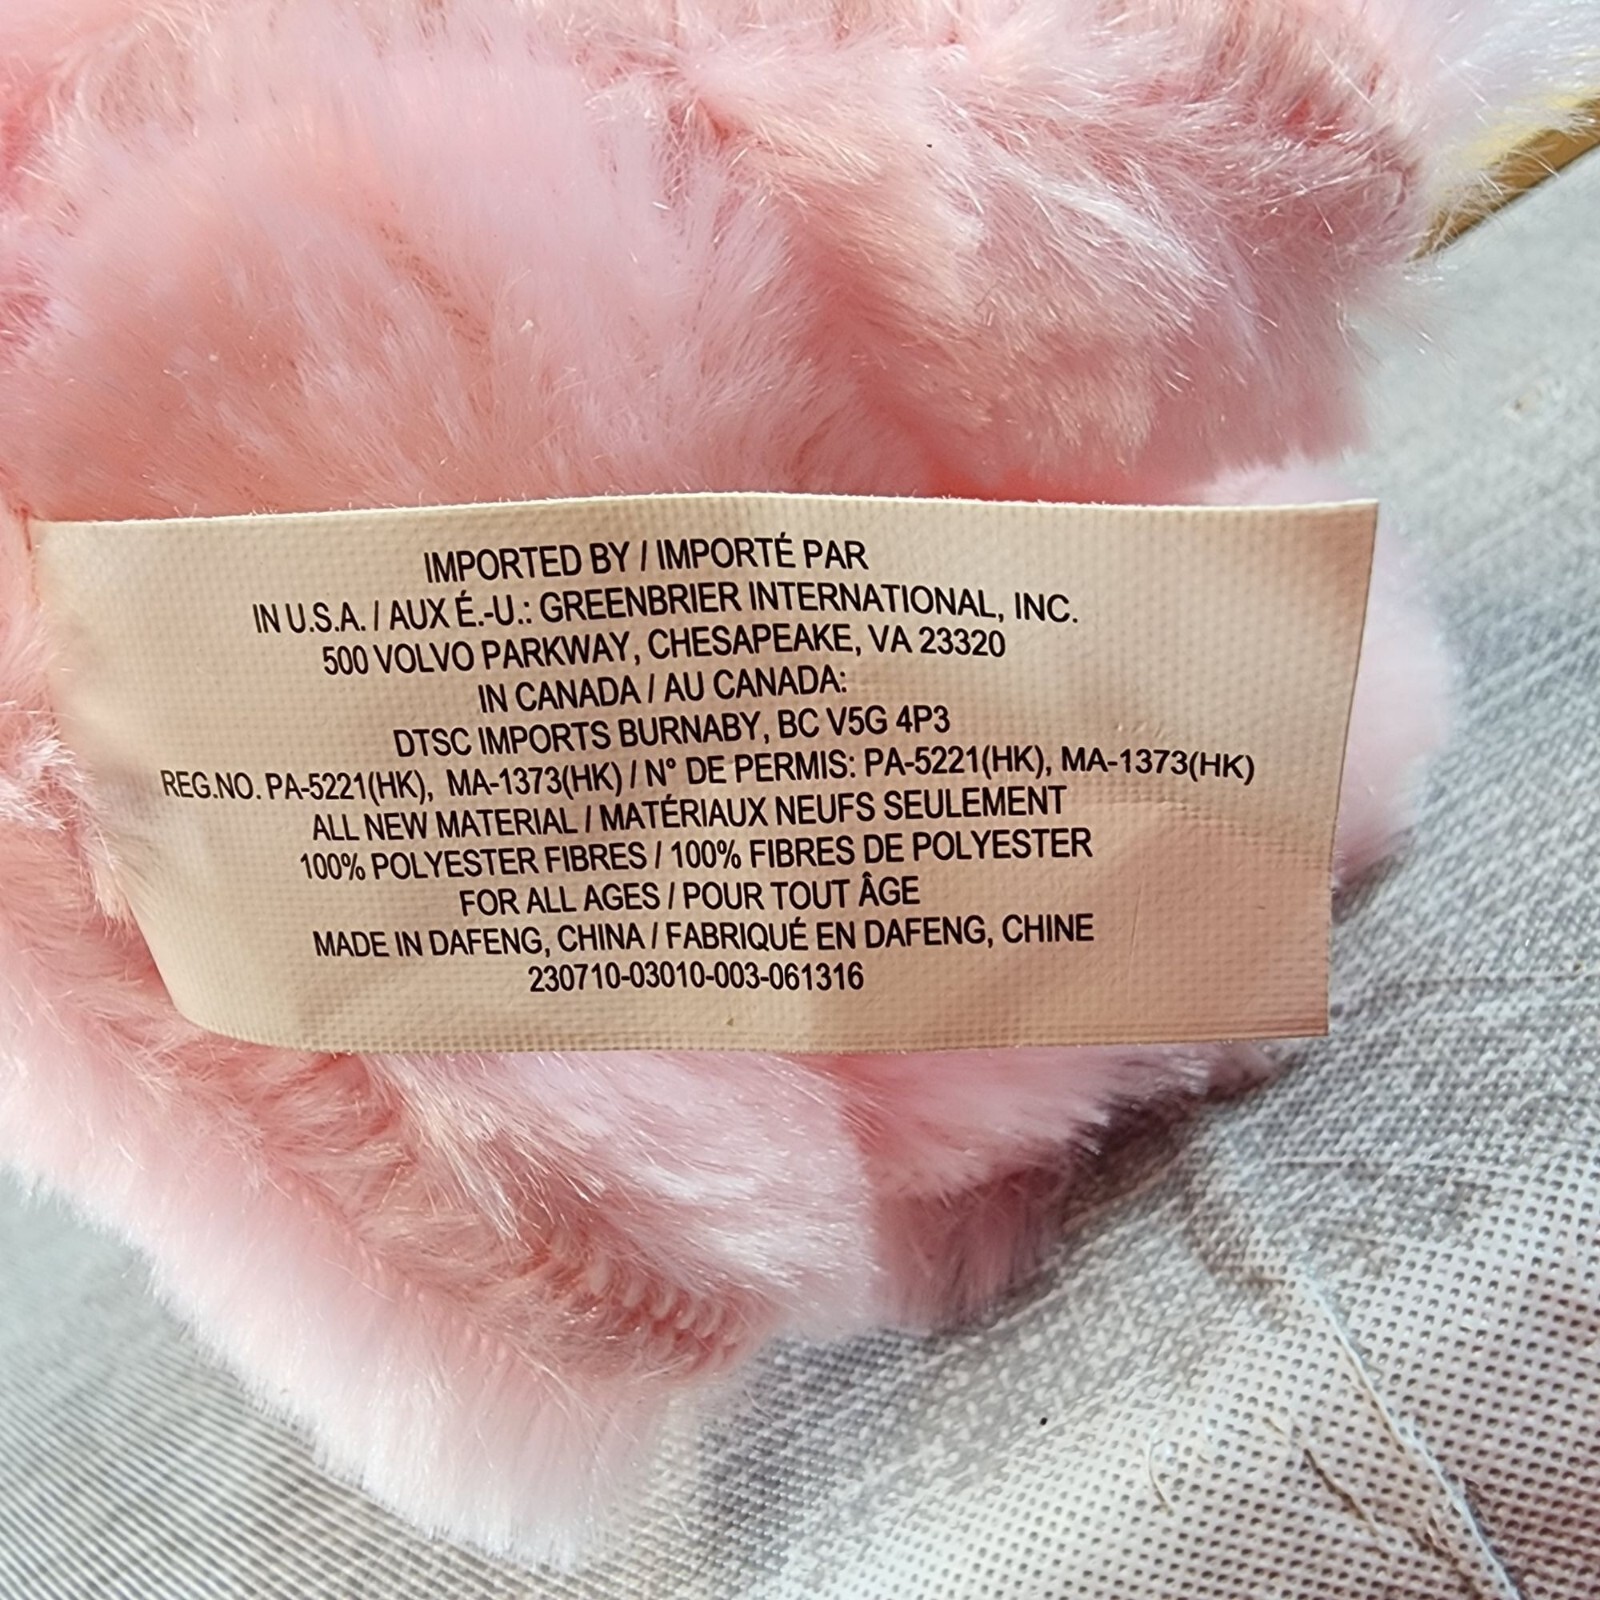 IMPORTED BY / IMPORTÉ PAR
IN U.S.A. / AUX É.-U.: GREENBRIER INTERNATIONAL, INC.
500 VOLVO PARKWAY, CHESAPEAKE, VA 23320
IN CANADA / AU CANADA:
DTSC IMPORTS BURNABY, BC V5G 4P3
REG.NO. PA-5221(HK), MA-1373(HK) / N° DE PERMIS: PA-5221(HK), MA-1373(HK)
ALL NEW MATERIAL / MATÉRIAUX NEUFS SEULEMENT
100% POLYESTER FIBRES / 100% FIBRES DE POLYESTER
FOR ALL AGES / POUR TOUT ÂGE
MADE IN DAFENG, CHINA / FABRIQUÉ EN DAFENG, CHINE
230710-03010-003-061316